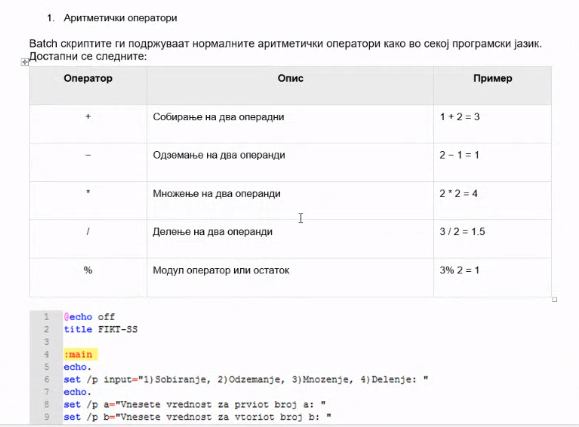 1. Аритметички оператори
Batch скриптите ги подржуваат нормалните аритметички оператори како во секој програмски јазик.
Достапни се следните:
Оператор Опис Пример
+ Собирање на два операдни 1 + 2 = 3
– Одземање на два операнди 2 – 1 = 1
* Множење на два операнди 2 * 2 = 4
/ Делење на два операнди 3 / 2 = 1.5
% Модул оператор или остаток 3% 2 = 1
1 @echo off
2 title FIKT-SS
3
4 :main
5 echo.
6 set /p input="1)Sobiranje, 2)Odzemanje, 3)Mnozenje, 4)Delenje: "
7 echo.
8 set /p a="Vnesete vrednost za prviot broj a: "
9 set /p b="Vnesete vrednost za vtoriot broj b: "